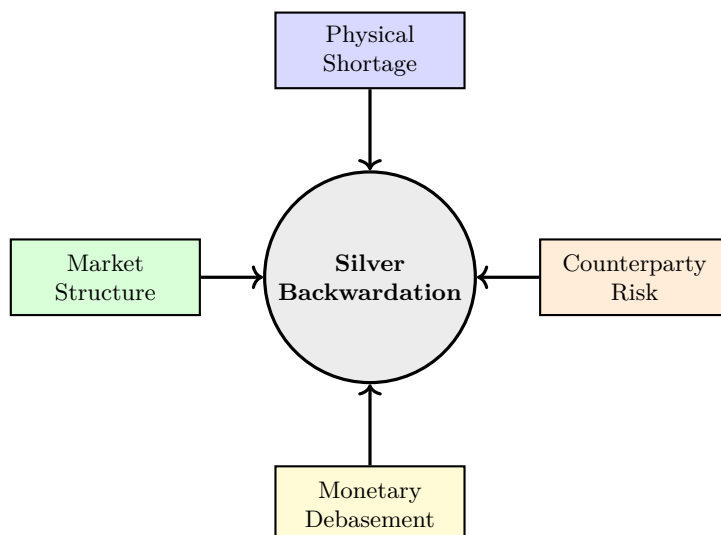 Physical
Shortage
Market
Structure
Silver
Backwardation
Counterparty
Risk
Monetary
Debasement